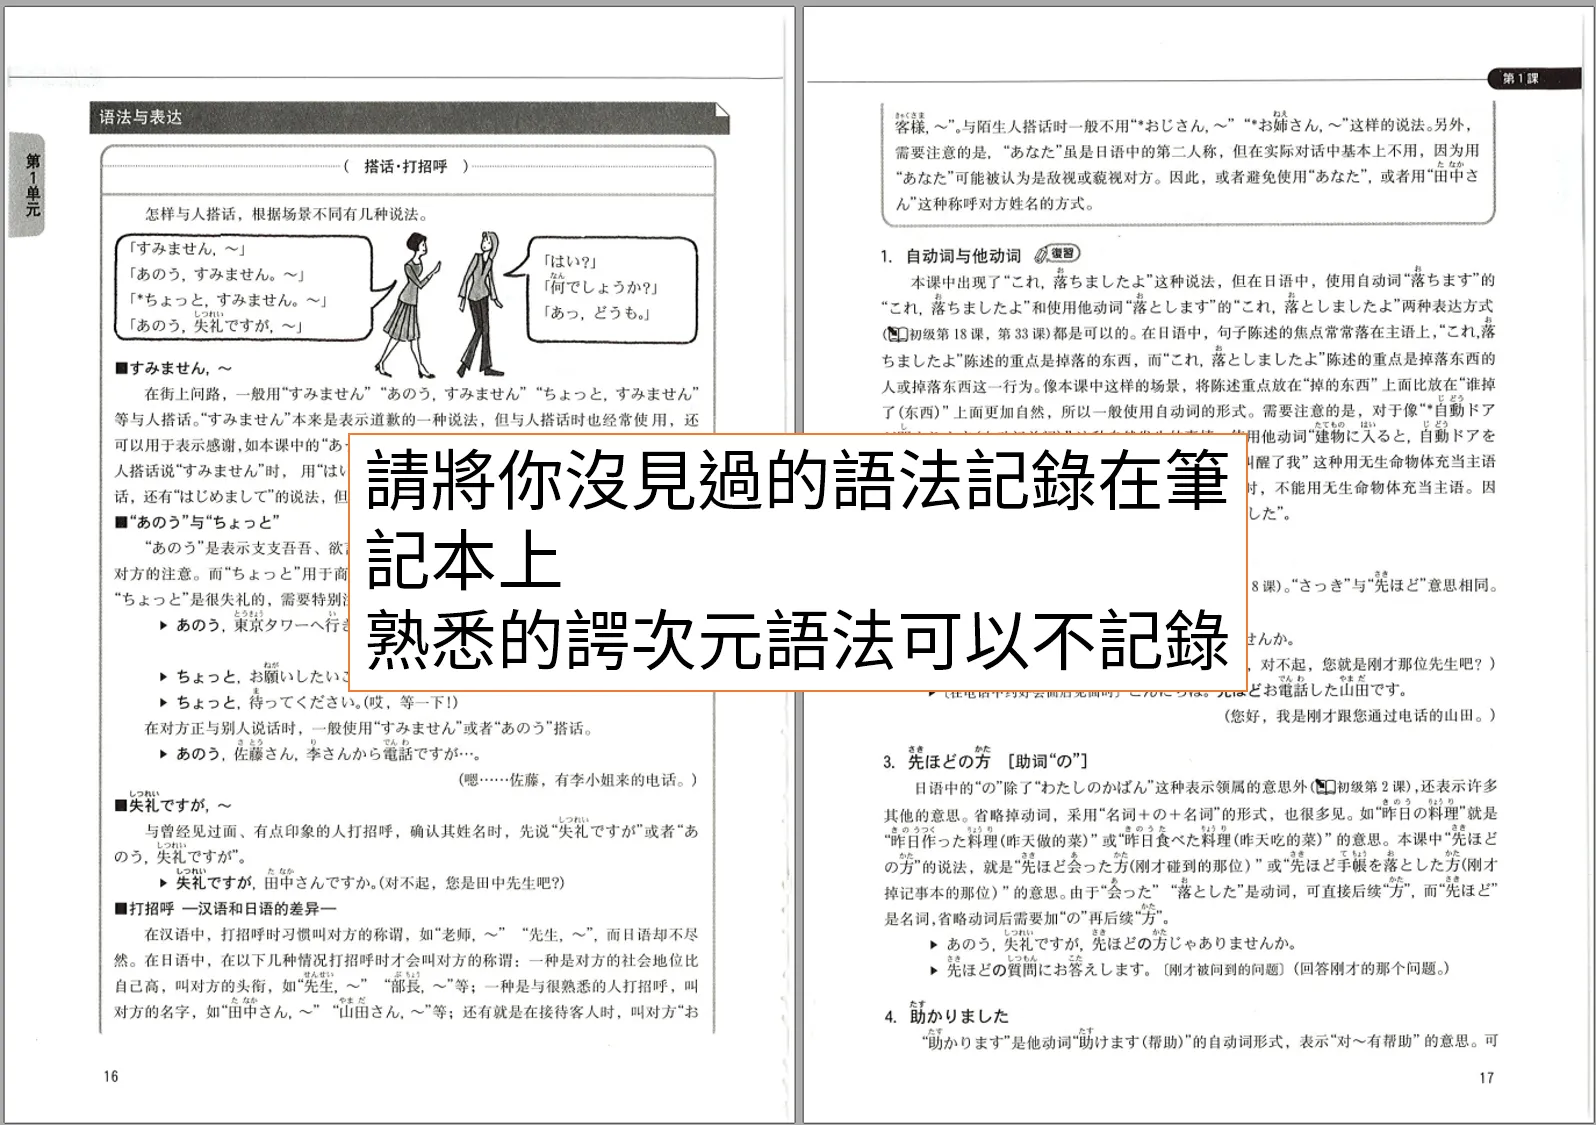 第1单元
语法与表达
( 搭话·打招呼 )
怎样与人搭话，根据场景不同有几种说法。
「すみません，～」
「あのう，すみません。～」
「*ちょっと，すみません。～」
「あのう，失礼ですが，～」
「はい?」
「何でしょうか?」
「あっ，どうも。」
■すみません，～
在街上问路，一般用“すみません” “あのう，すみません” “ちょっと，すみません”
等与人搭话。“すみません”本来是表示道歉的一种说法，但与人搭话时也经常使用，还
可以用于表示感谢，如本课中的“あ
人搭话说“すみません”时， 用“はい
话，还有“はじめまして”的说法，但
■“あのう”与“ちょっと”
“あのう”是表示支支吾吾、欲
对方的注意。而“ちょっと”用于商
“ちょっと”是很失礼的，需要特别
▶ あのう，東京タワーへ行き
▶ ちょっと，お願いしたいこ
▶ ちょっと，待ってください。(哎，等一下!)
在对方正与别人说话时，一般使用“すみません”或者“あのう”搭话。
▶ あのう，佐藤さん，李さんから電話ですが…。
(嗯……佐藤，有李小姐来的电话。)
■失礼ですが，～
与曾经见过面、有点印象的人打招呼，确认其姓名时，先说“失礼ですが”或者“あ
のう，失礼ですが”。
▶ 失礼ですが，田中さんですか。(对不起，您是田中先生吧?)
■打招呼 —汉语和日语的差异—
在汉语中，打招呼时习惯叫对方的称谓，如“老师，～” “先生，～”，而日语却不尽
然。在日语中，在以下几种情况打招呼时才会叫对方的称谓：一种是对方的社会地位比
自己高，叫对方的头衔，如“先生，～” “部長，～”等；一种是与很熟悉的人打招呼，叫
对方的名字，如“田中さん，～” “山田さん，～”等；还有就是在接待客人时，叫对方“お
16
第1課
客様，～”。与陌生人搭话时一般不用“*おじさん，～” “*お姉さん，～”这样的说法。另外，
需要注意的是，“あなた”虽是日语中的第二人称，但在实际对话中基本上不用，因为用
“あなた”可能被认为是敌视或藐视对方。因此，或者避免使用“あなた”，或者用“田中さ
ん”这种称呼对方姓名的方式。
1. 自动词与他动词 復習
本课中出现了“これ，落ちましたよ”这种说法，但在日语中，使用自动词“落ちます”的
“これ，落ちましたよ”和使用他动词“落とします”的“これ，落としましたよ”两种表达方式
(初级第18课，第33课)都是可以的。在日语中，句子陈述的焦点常常落在主语上，“これ，落
ちましたよ”陈述的重点是掉落的东西，而“これ，落としましたよ”陈述的重点是掉落东西的
人或掉落东西这一行为。像本课中这样的场景，将陈述重点放在“掉的东西” 上面比放在“谁掉
了(东西)” 上面更加自然，所以一般使用自动词的形式。需要注意的是，对于像“*自動ドア
使用他动词“建物に入ると，自動ドアを
叫醒了我” 这种用无生命物体充当主语
时，不能用无生命物体充当主语。因
した”。
8课)。“さっき”与“先ほど”意思相同。
せんか。
，对不起，您就是刚才那位先生吧? )
どお電話した山田です。
(您好，我是刚才跟您通过电话的山田。)
3. 先ほどの方 [助词“の”]
日语中的“の”除了“わたしのかばん”这种表示领属的意思外(初级第2课)，还表示许多
其他的意思。省略掉动词，采用“名词＋の＋名词”的形式，也很多见。如“昨日の料理”就是
“昨日作った料理(昨天做的菜)” 或“昨日食べた料理(昨天吃的菜)” 的意思。本课中“先ほど
の方”的说法，就是“先ほど会った方(刚才碰到的那位)” 或“先ほど手帳を落とした方(刚才
掉记事本的那位)” 的意思。由于“会った” “落とした”是动词，可直接后续“方”，而“先ほど”
是名词，省略动词后需要加“の”再后续“方”。
▶ あのう，失礼ですが，先ほどの方じゃありませんか。
▶ 先ほどの質問にお答えします。〔刚才被问到的问题〕(回答刚才的那个问题。)
4. 助かりました
“助かります”是他动词“助けます(帮助)”的自动词形式，表示“对～有帮助” 的意思。可
17
請將你沒見過的語法記錄在筆
記本上
熟悉的諤次元語法可以不記錄